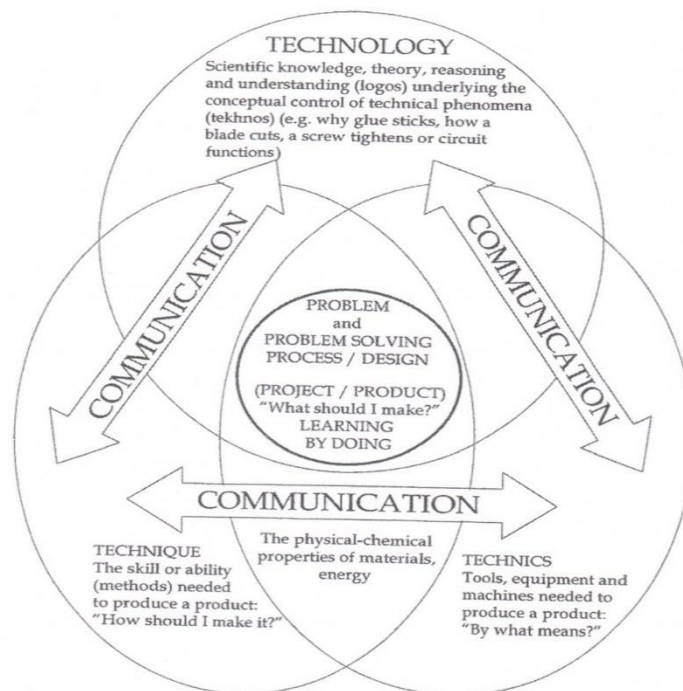 TECHNOLOGY
Scientific knowledge, theory, reasoning
and understanding (logos) underlying the
conceptual control of technical phenomena
(tekhnos) (e.g. why glue sticks, how a
blade cuts, a screw tightens or circuit
functions)
COMMUNICATION
COMMUNICATION
PROBLEM
and
PROBLEM SOLVING
PROCESS / DESIGN
(PROJECT / PRODUCT)
"What should I make?"
LEARNING
BY DOING
COMMUNICATION
TECHNIQUE
The skill or ability
(methods) needed
to produce a product:
"How should I make it?"
The physical-chemical
properties of materials,
energy
TECHNICS
Tools, equipment and
machines needed to
produce a product:
"By what means?"